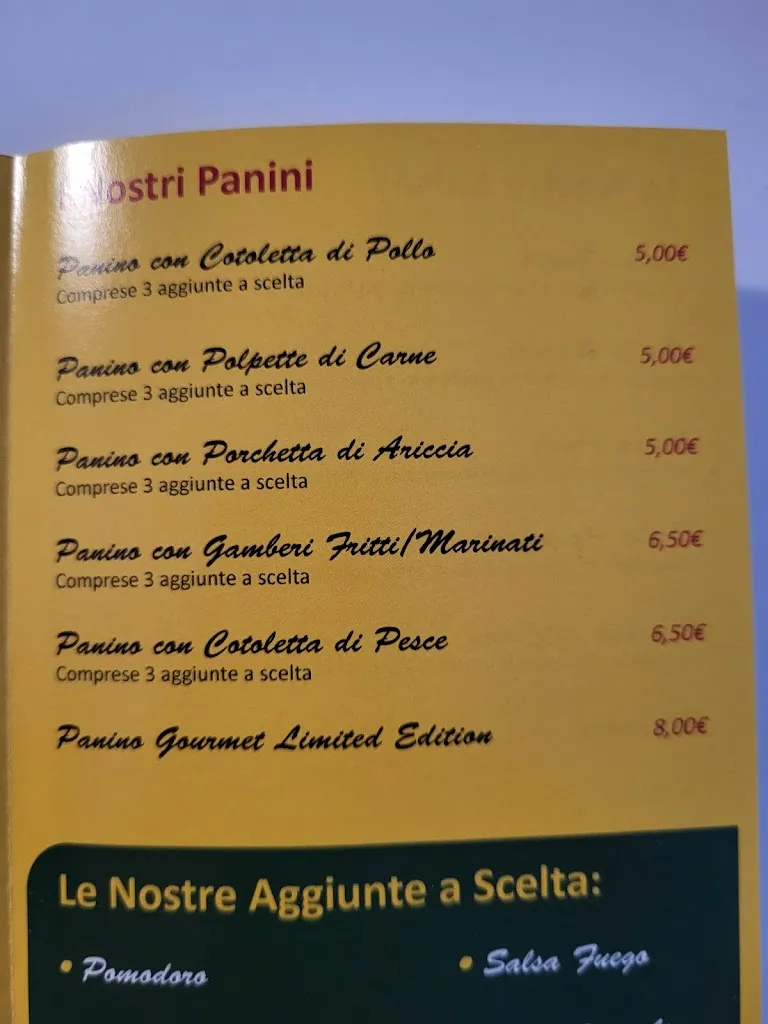 I Nostri Panini
Panino con Cotoletta di Pollo 5,00€
Comprese 3 aggiunte a scelta
Panino con Polpette di Carne 5,00€
Comprese 3 aggiunte a scelta
Panino con Porchetta di Ariccia 5,00€
Comprese 3 aggiunte a scelta
Panino con Gamberi Fritti/Marinati 6,50€
Comprese 3 aggiunte a scelta
Panino con Cotoletta di Pesce 6,50€
Comprese 3 aggiunte a scelta
Panino Gourmet Limited Edition 8,00€
Le Nostre Aggiunte a Scelta:
• Pomodoro • Salsa Fuego